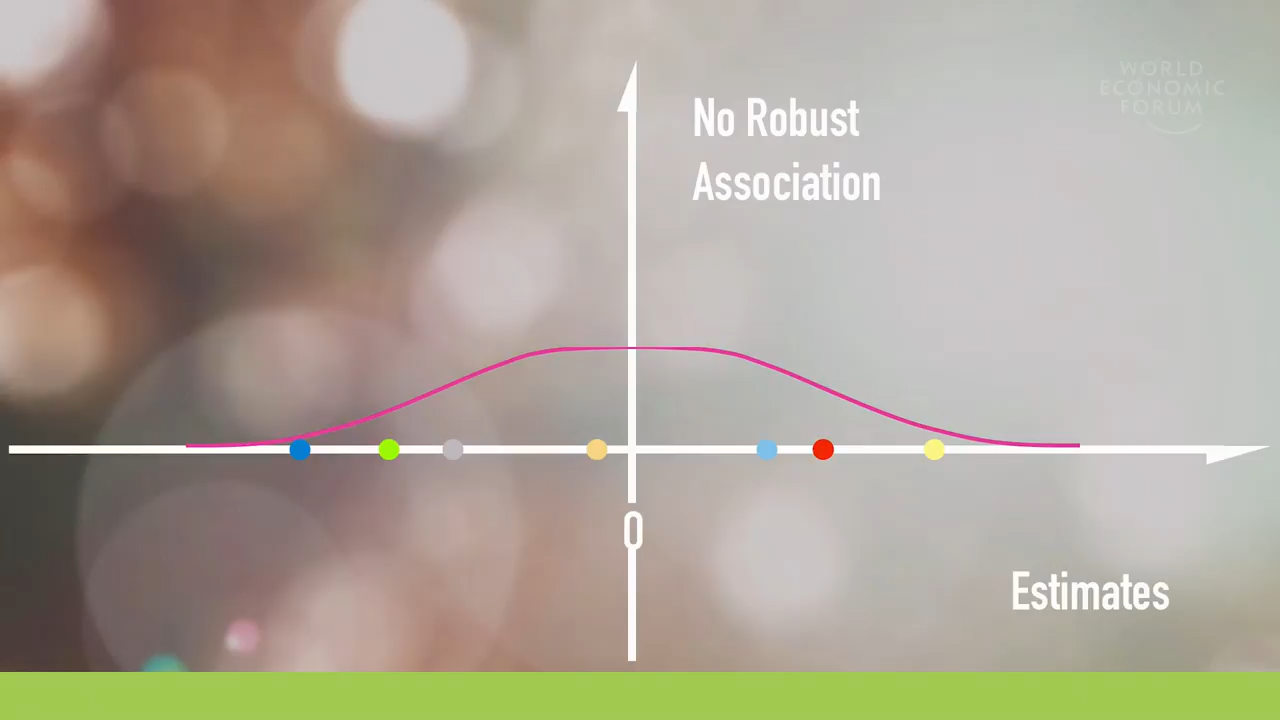 WORLD
ECONOMIC
FORUM
No Robust
Association
0
Estimates